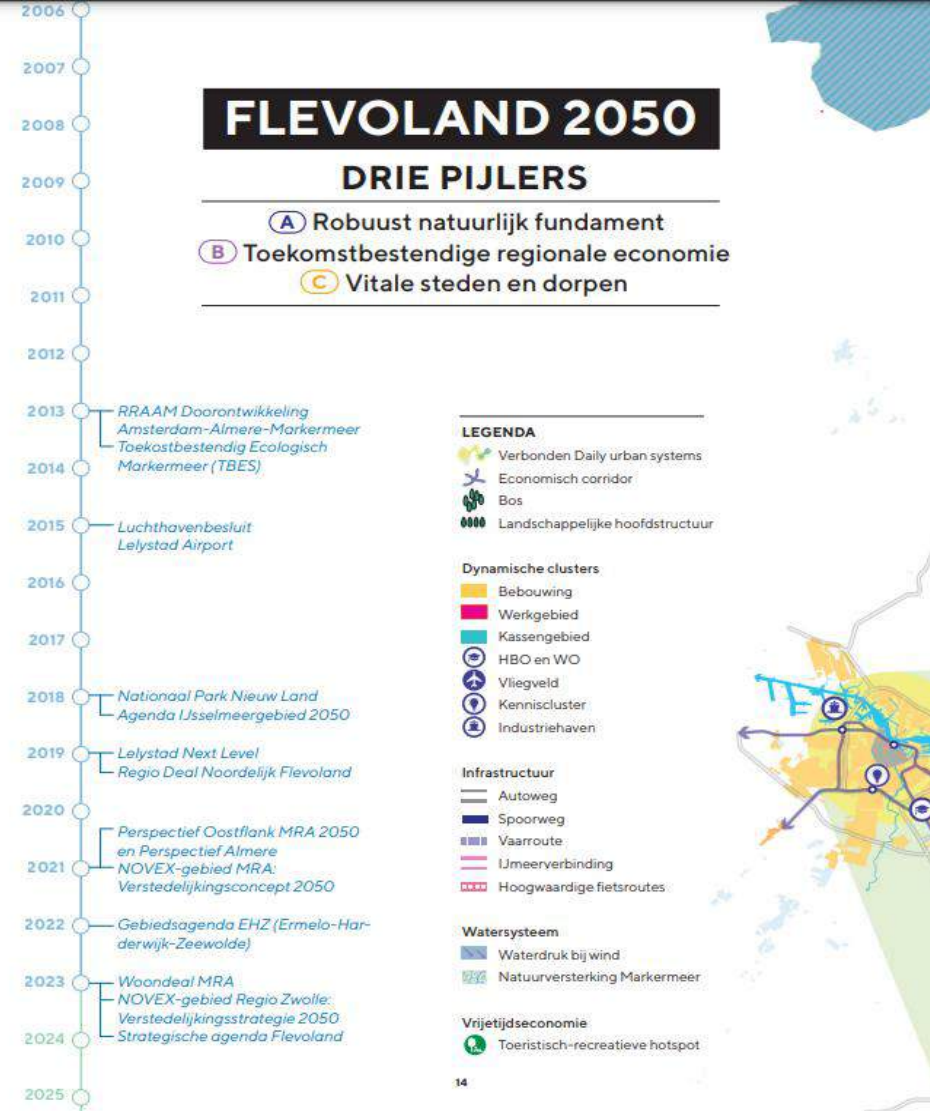 2006
2007
2008
2009
2010
2011
2012
2013
RRAAM Doorontwikkeling
Amsterdam-Almere-Markermeer
Toekostbestendig Ecologisch
Markermeer (TBES)
2014
2015
Luchthavenbesluit
Lelystad Airport
2016
2017
2018
Nationaal Park Nieuw Land
Agenda IJsselmeergebied 2050
2019
Lelystad Next Level
Regio Deal Noordelijk Flevoland
2020
Perspectief Oostflank MRA 2050
en Perspectief Almere
2021
NOVEX-gebied MRA:
Verstedelijkingsconcept 2050
2022
Gebiedsagenda EHZ (Ermelo-Har-
derwijk-Zeewolde)
2023
Woondeal MRA
NOVEX-gebied Regio Zwolle:
Verstedelijkingsstrategie 2050
2024
Strategische agenda Flevoland
2025
FLEVOLAND 2050
DRIE PIJLERS
A Robuust natuurlijk fundament
B Toekomstbestendige regionale economie
C Vitale steden en dorpen
LEGENDA
Verbonden Daily urban systems
Economisch corridor
Bos
Landschappelijke hoofdstructuur
Dynamische clusters
Bebouwing
Werkgebied
Kassengebied
HBO en WO
Vliegveld
Kenniscluster
Industriehaven
Infrastructuur
Autoweg
Spoorweg
Vaarroute
IJmeerverbinding
Hoogwaardige fietsroutes
Watersysteem
Waterdruk bij wind
Natuurversterking Markermeer
Vrijetijdseconomie
Toeristisch-recreatieve hotspot
14